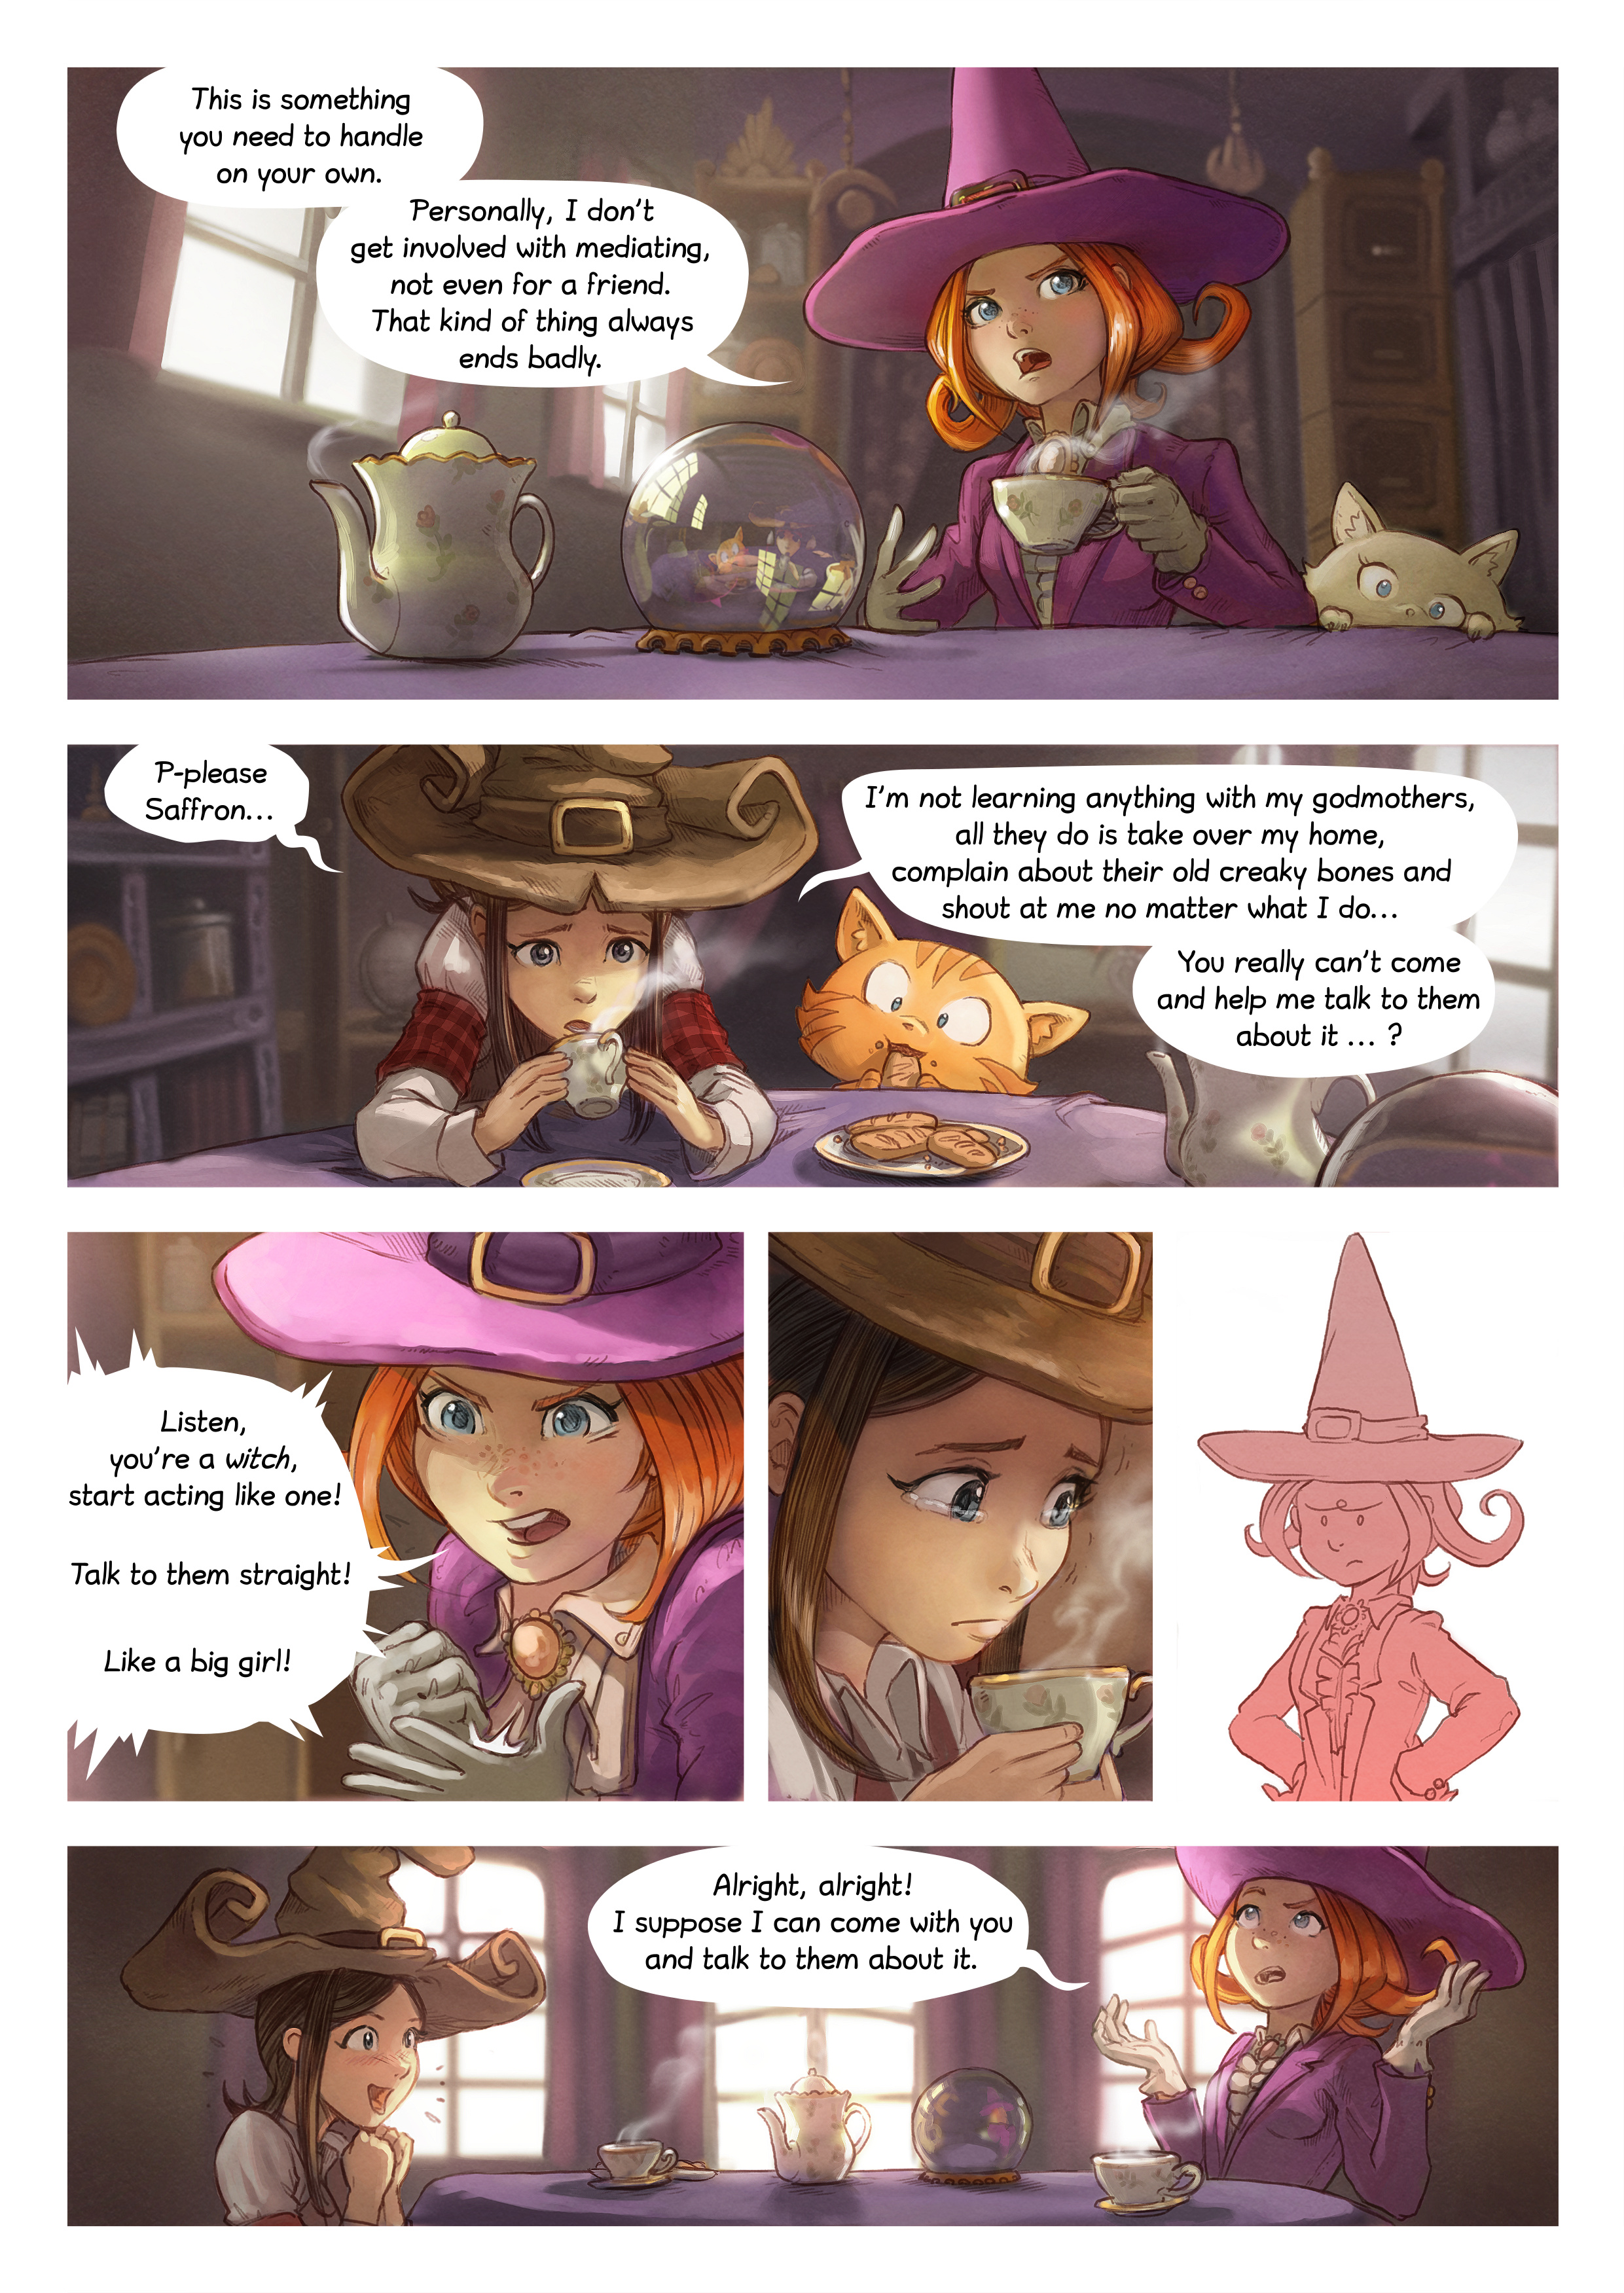 This is something
you need to handle
on your own.
Personally, I don't
get involved with mediating,
not even for a friend.
That kind of thing always
ends badly.
P-please
Saffron...
I'm not learning anything with my godmothers,
all they do is take over my home,
complain about their old creaky bones and
shout at me no matter what I do...
You really can't come
and help me talk to them
about it ... ?
Listen,
you're a witch,
start acting like one!
Talk to them straight!
Like a big girl!
Alright, alright!
I suppose I can come with you
and talk to them about it.